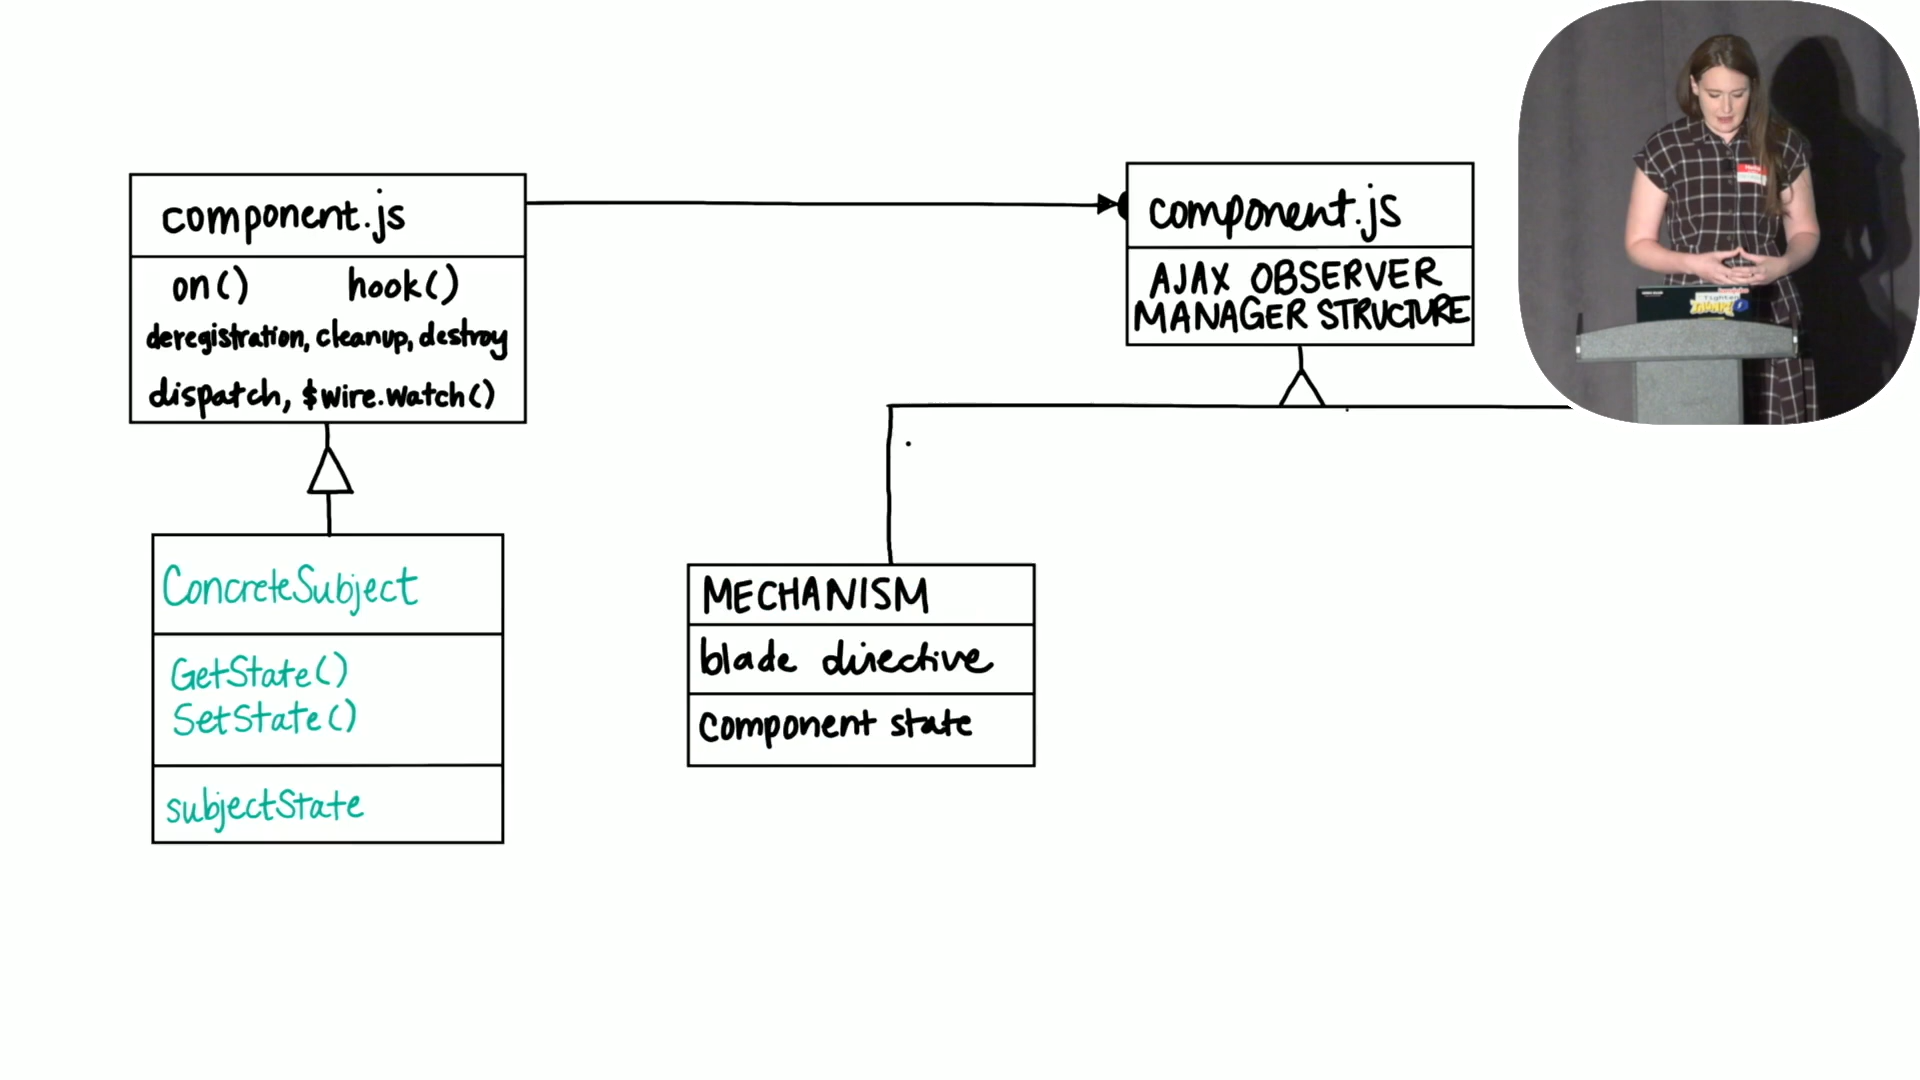 component.js
on() hook()
deregistration, cleanup, destroy
dispatch, $wire.watch()
ConcreteSubject
GetState()
SetState()
subjectState
component.js
AJAX OBSERVER
MANAGER STRUCTURE
MECHANISM
blade directive
component state
Tighten